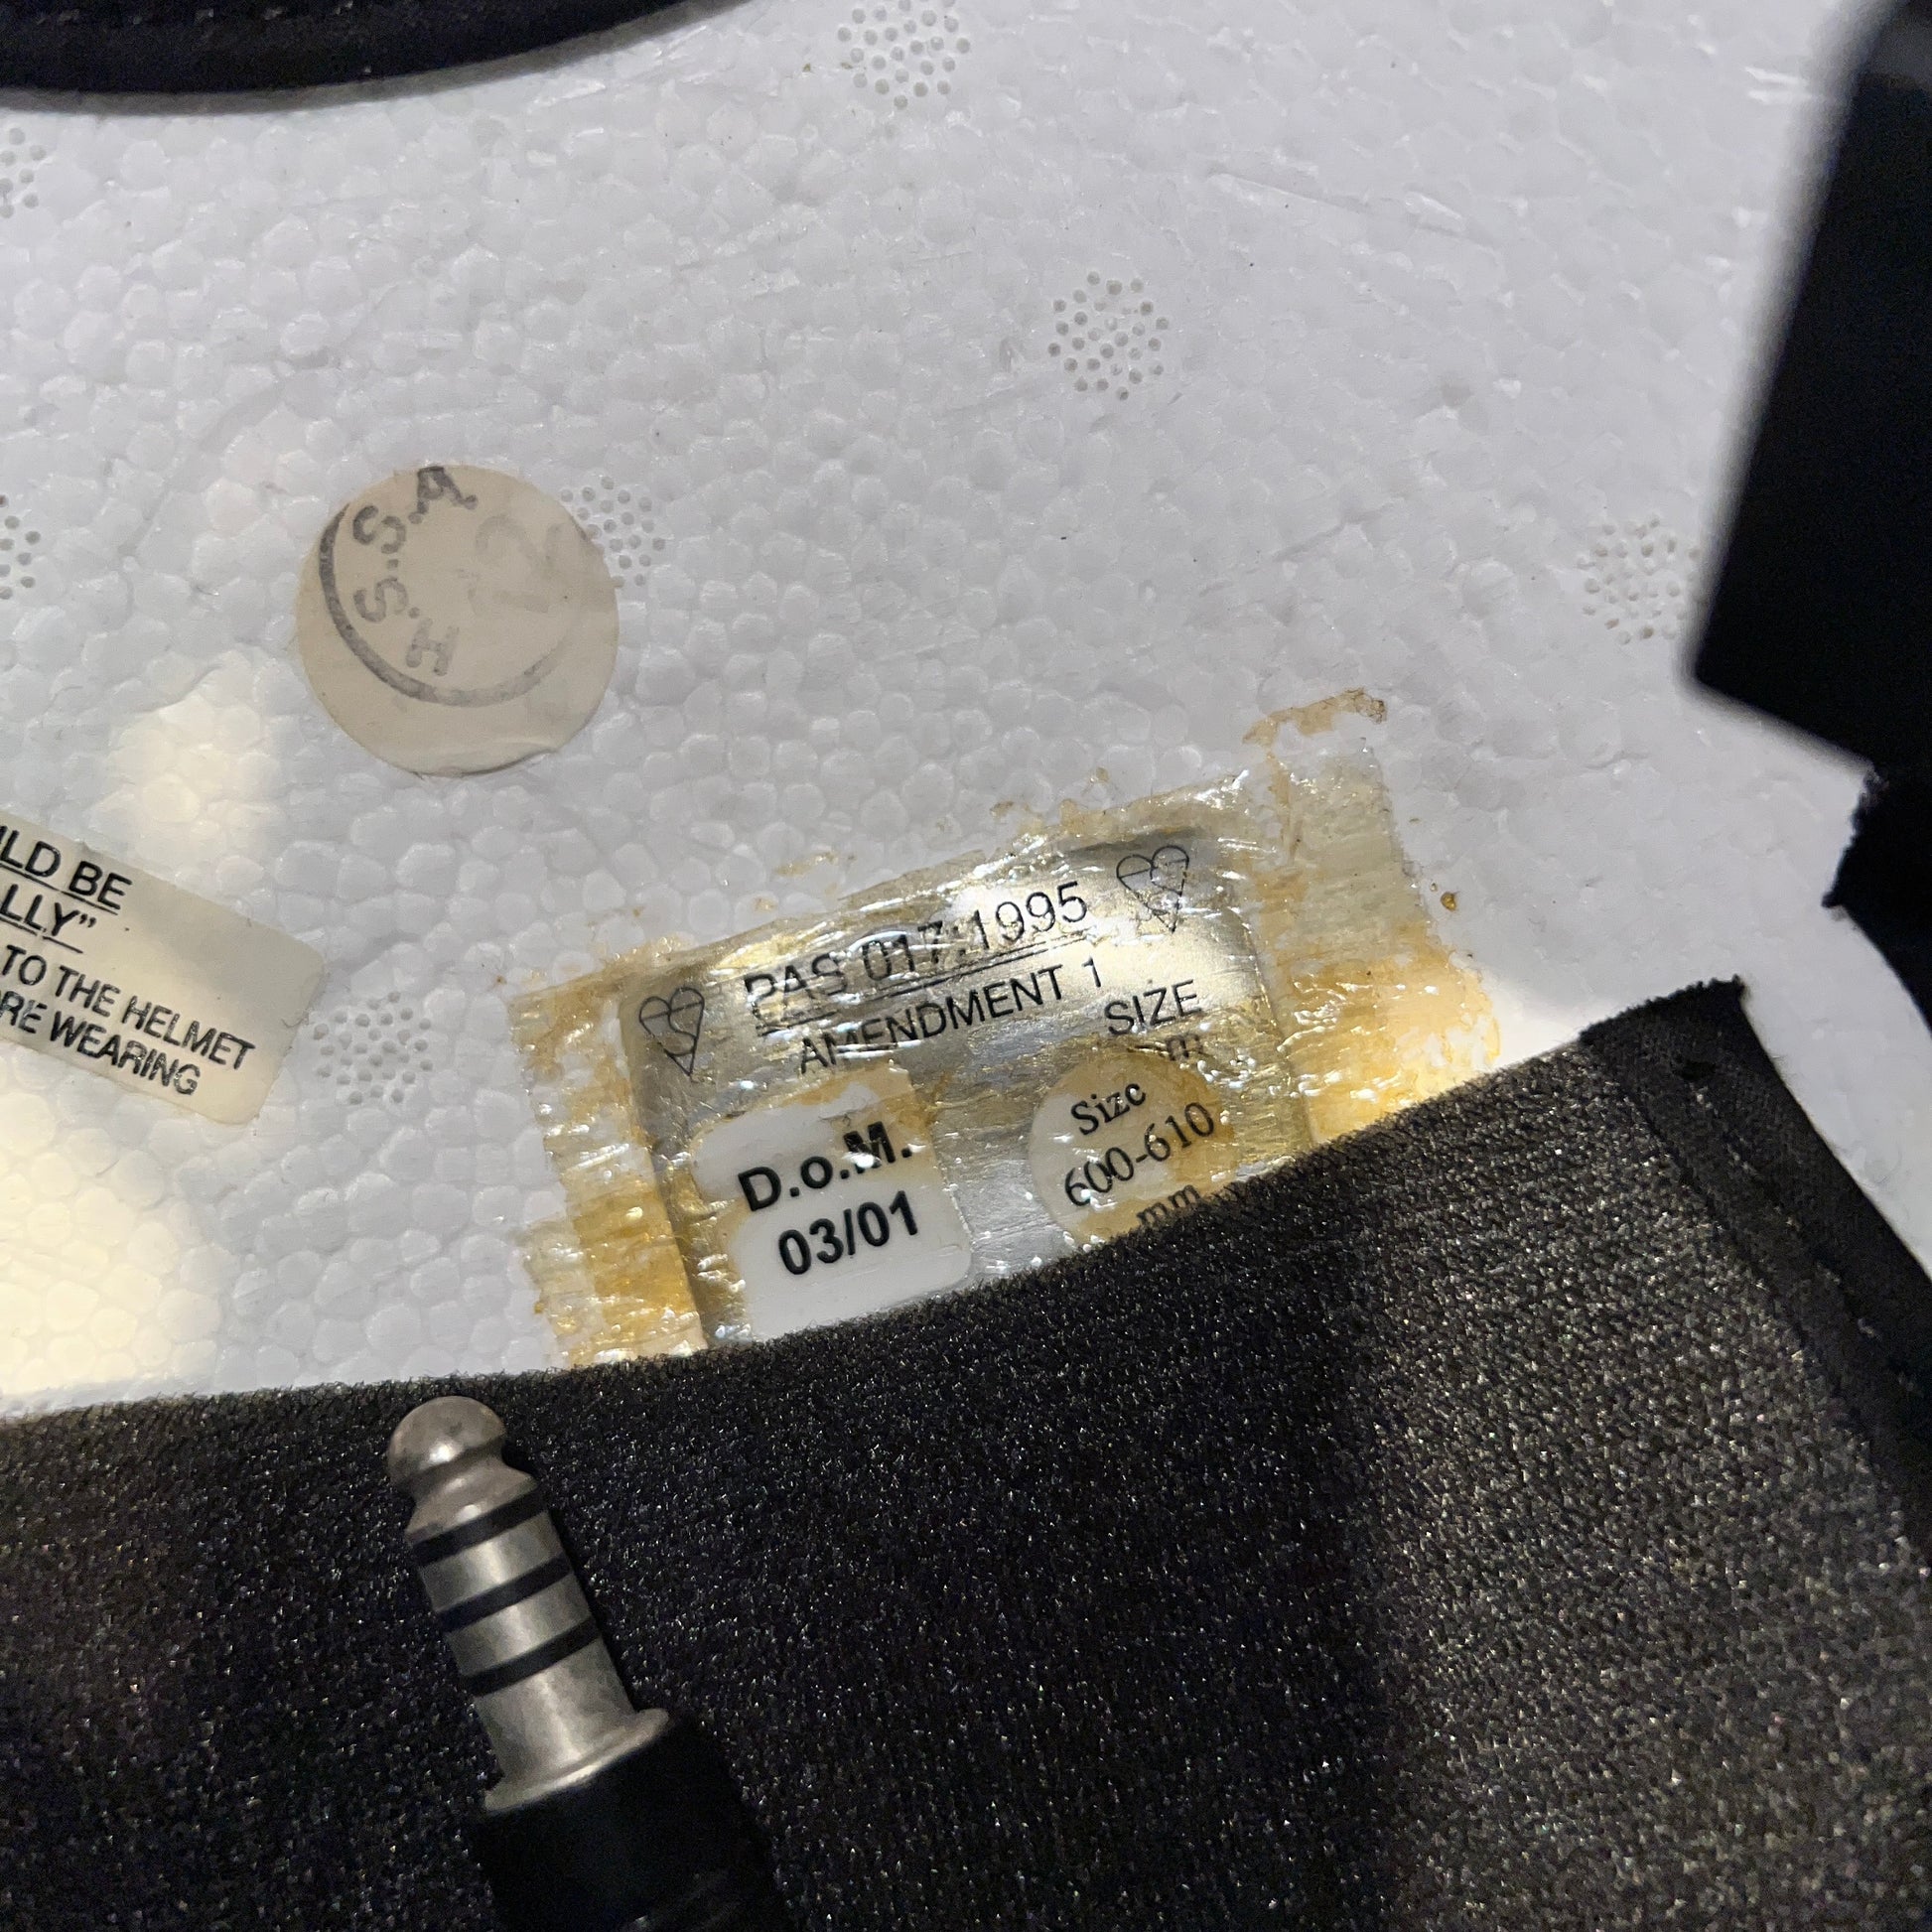 H.S.S.A
ILD BE
LLY”
TO THE HELMET
RE WEARING
PAS 017:1995
AMENDMENT 1
SIZE
D.o.M.
03/01
Size
600-610
mm